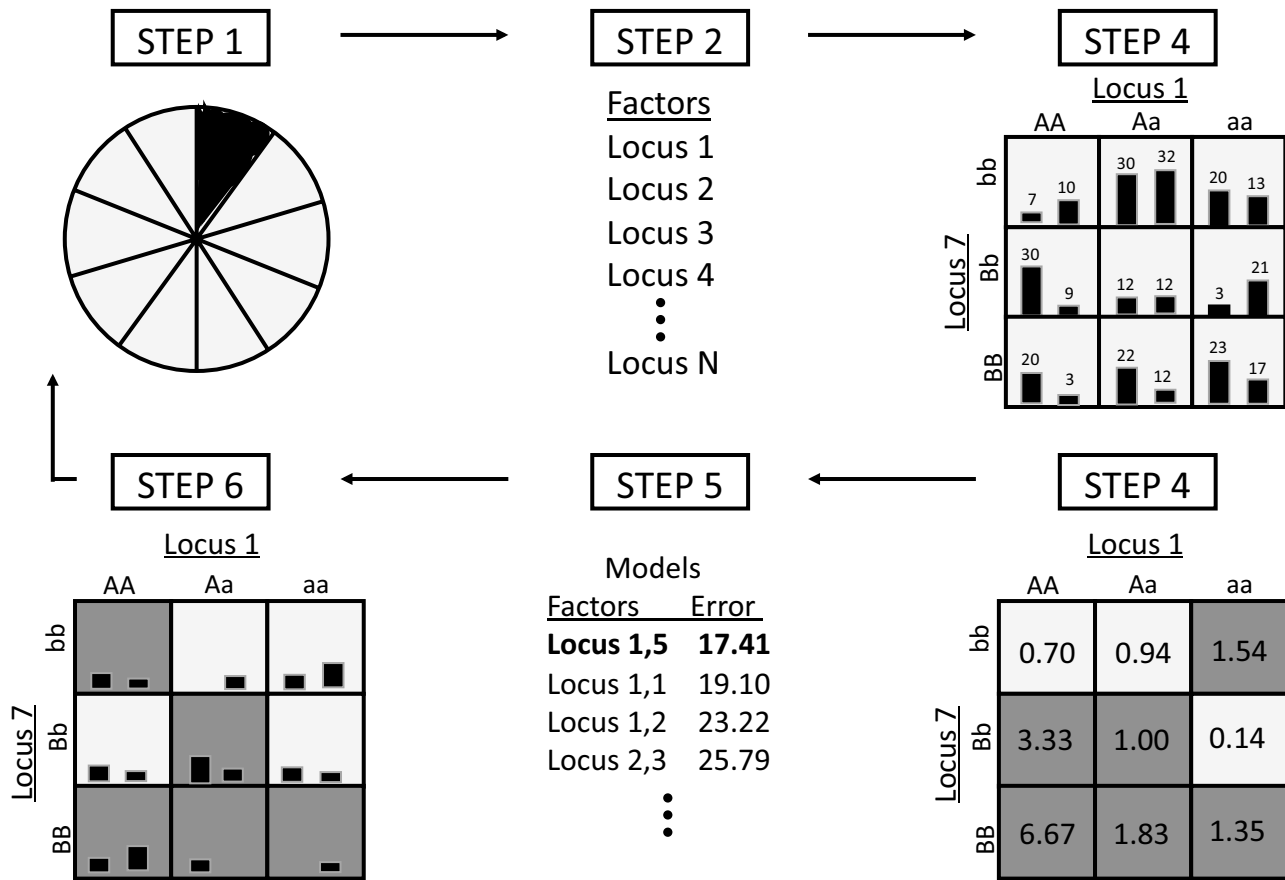 STEP 1
STEP 2
STEP 4
Factors
Locus 1
Locus 2
Locus 3
Locus 4
Locus N
Locus 1
AA Aa aa
Locus 7
bb
7 10 30 32 20 13
Bb
30 9 12 12 3 21
BB
20 3 22 12 23 17
STEP 6
STEP 5
STEP 4
Locus 1
AA Aa aa
Locus 7
bb
Bb
BB
Models
Factors Error
Locus 1,5 17.41
Locus 1,1 19.10
Locus 1,2 23.22
Locus 2,3 25.79
Locus 1
AA Aa aa
Locus 7
bb
0.70 0.94 1.54
Bb
3.33 1.00 0.14
BB
6.67 1.83 1.35